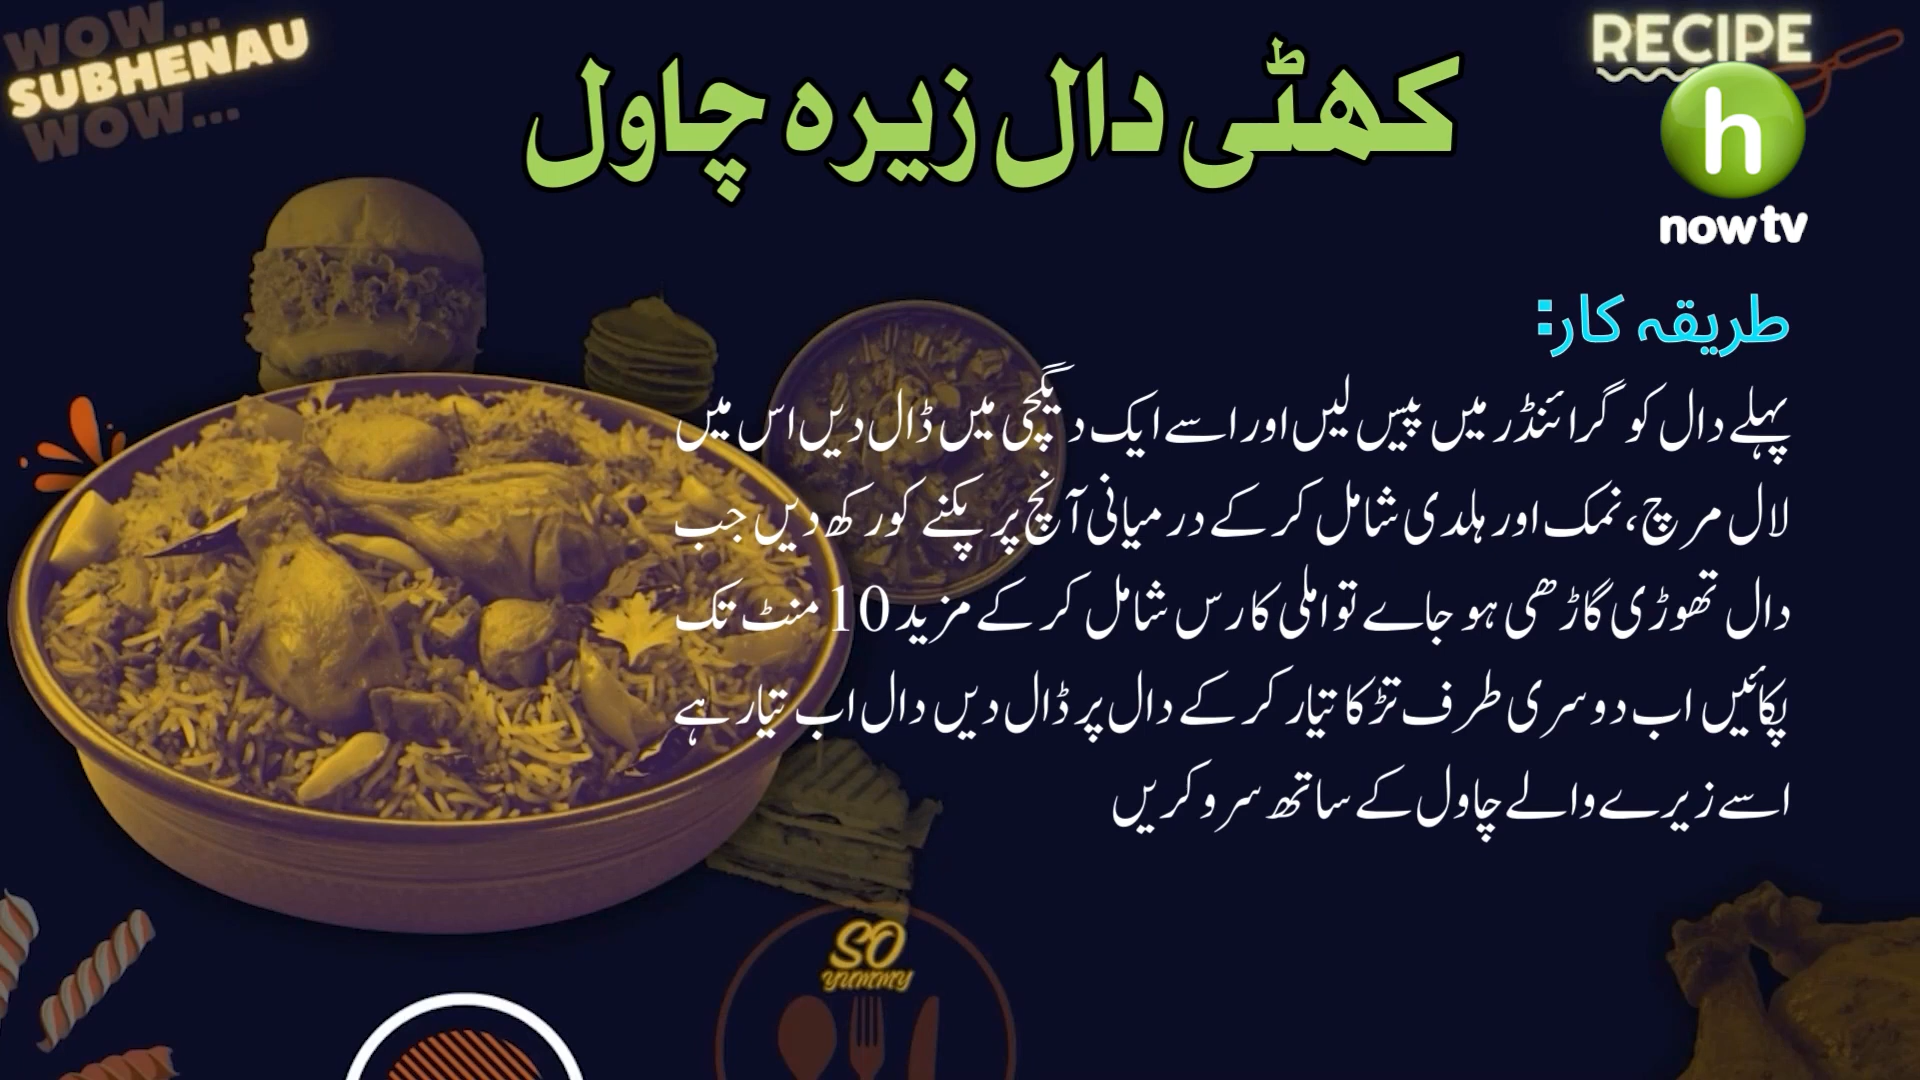 WOW...
SUBHENAU
WOW...
RECIPE
کھٹی دال زیرہ چاول
h
now tv
طریقہ کار:
پہلے دال کو گرائنڈر میں پیس لیں اور اسے ایک دیگچی میں ڈال دیں اس میں
لال مرچ، نمک اور ہلدی شامل کر کے درمیانی آنچ پر پکنے کو رکھ دیں جب
دال تھوڑی گاڑھی ہو جاے تو املی کا رس شامل کر کے مزید 10 منٹ تک
پکائیں اب دوسری طرف تڑکا تیار کر کے دال پر ڈال دیں دال اب تیار ہے
اسے زیرے والے چاول کے ساتھ سرو کریں
SO
YUMMY